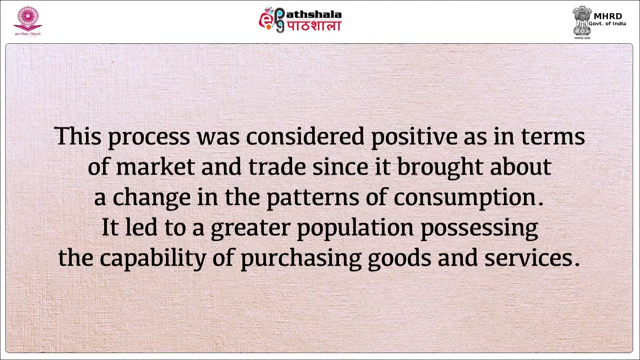 ePathshala
पाठशाला
MHRD
Govt. of India
This process was considered positive as in terms
of market and trade since it brought about
a change in the patterns of consumption.
It led to a greater population possessing
the capability of purchasing goods and services.